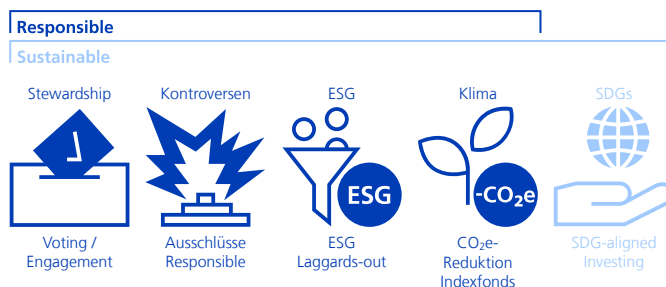 Responsible
Sustainable
Stewardship
Kontroversen
ESG
Klima
SDGs
ESG
-CO₂e
Voting /
Engagement
Ausschlüsse
Responsible
ESG
Laggards-out
CO₂e-
Reduktion
Indexfonds
SDG-aligned
Investing